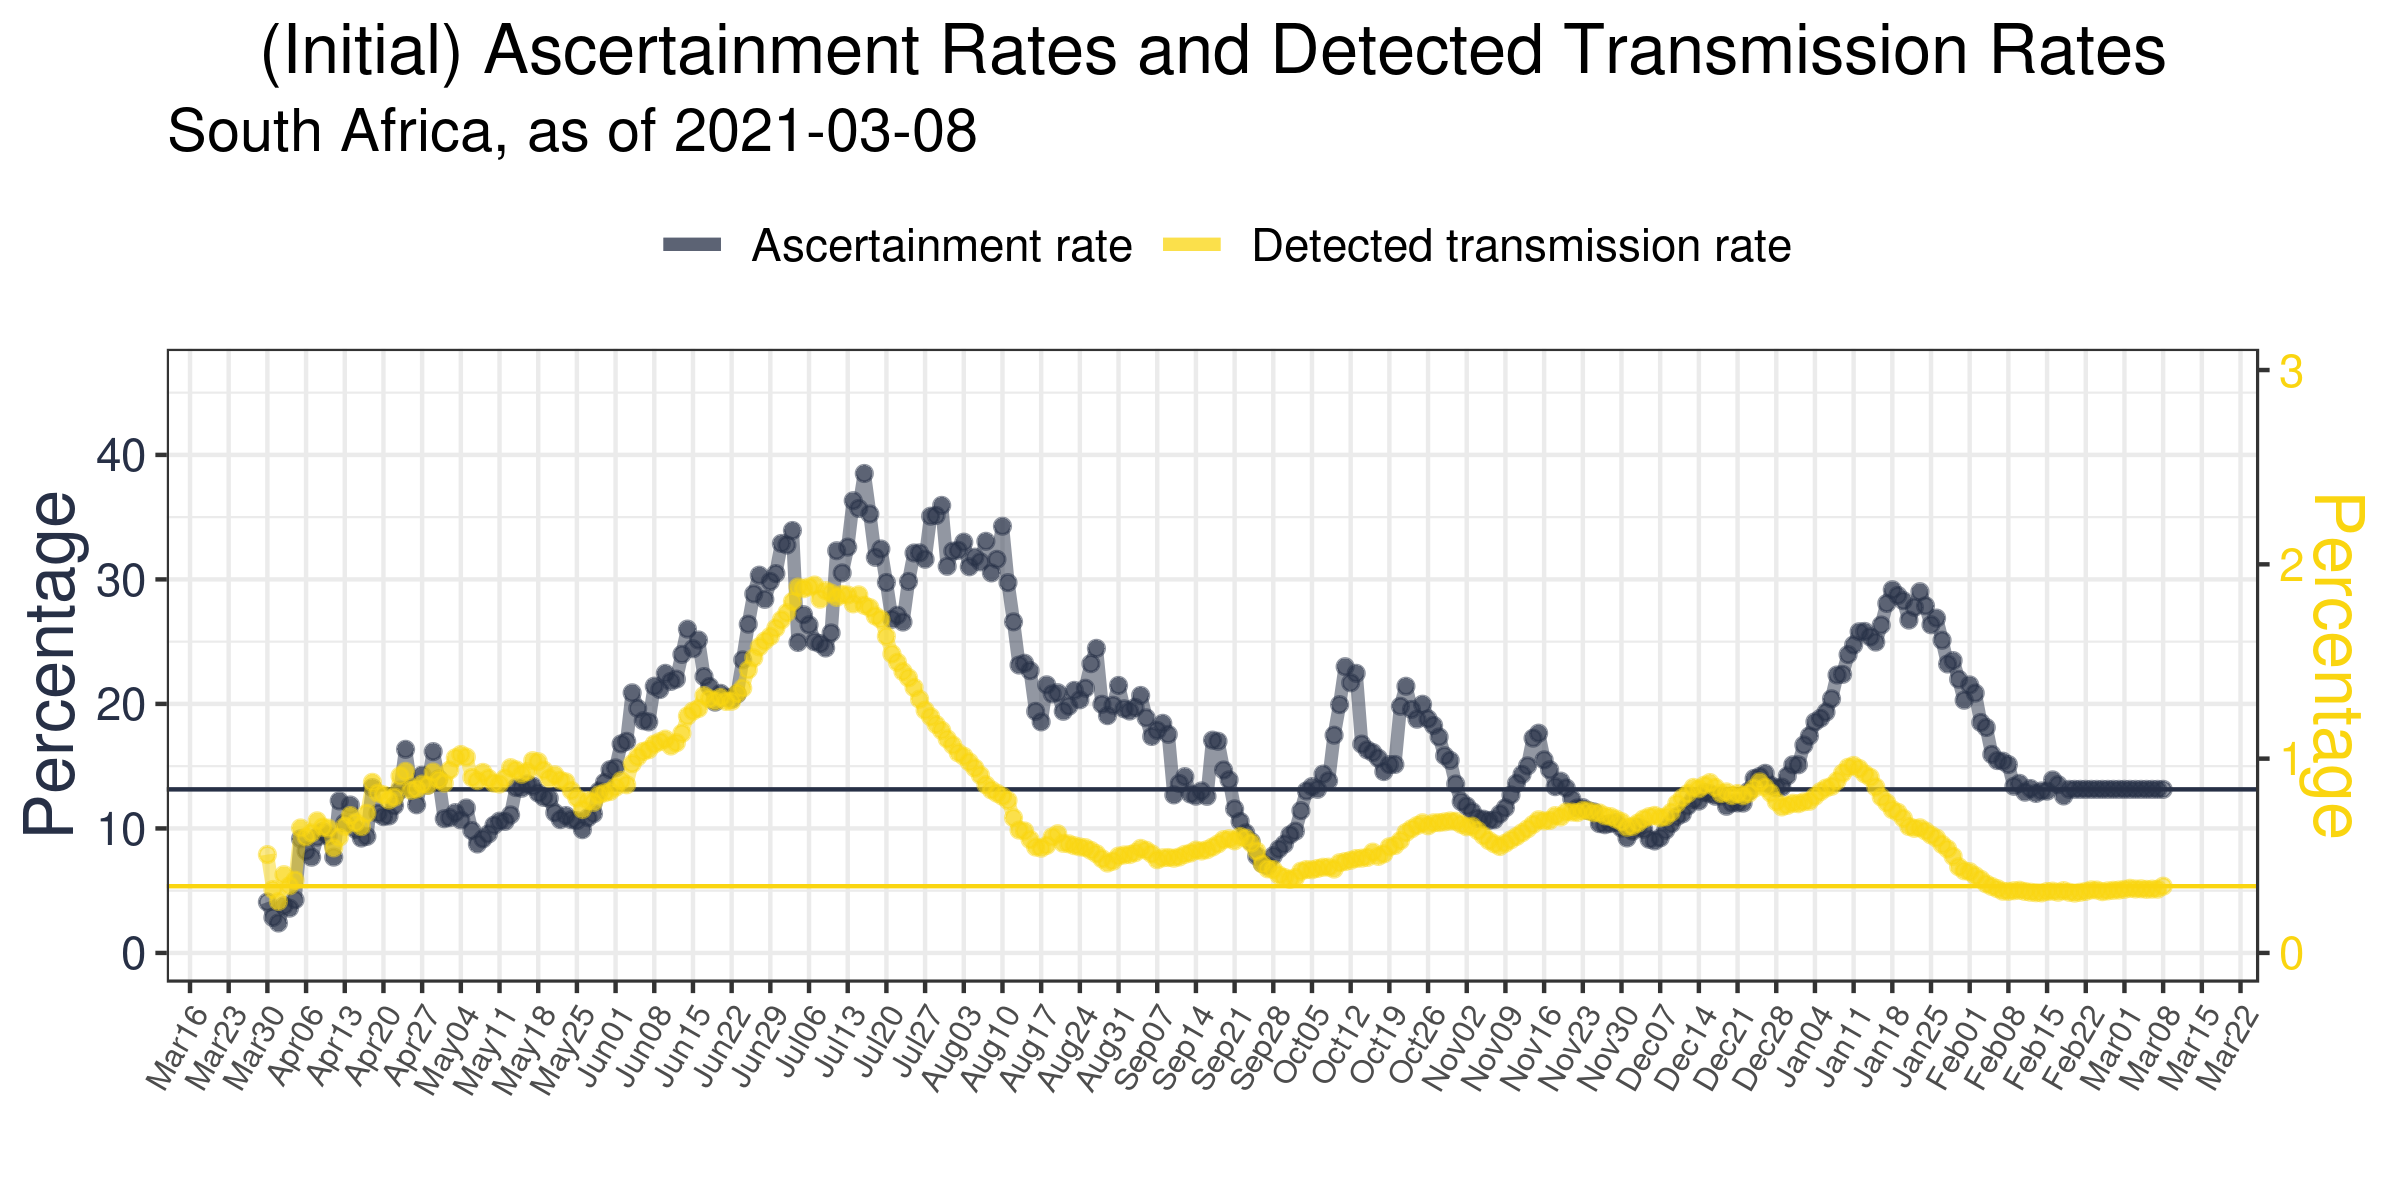 (Initial) Ascertainment Rates and Detected Transmission Rates
South Africa, as of 2021-03-08
Ascertainment rate Detected transmission rate
Percentage
40
30
20
10
0
3
2
1
0
Percentage
Mar16 Mar23 Mar30 Apr06 Apr13 Apr20 Apr27 May04 May11 May18 May25 Jun01 Jun08 Jun15 Jun22 Jun29 Jul06 Jul13 Jul20 Jul27 Aug03 Aug10 Aug17 Aug24 Aug31 Sep07 Sep14 Sep21 Sep28 Oct05 Oct12 Oct19 Oct26 Nov02 Nov09 Nov16 Nov23 Nov30 Dec07 Dec14 Dec21 Dec28 Jan04 Jan11 Jan18 Jan25 Feb01 Feb08 Feb15 Feb22 Mar01 Mar08 Mar15 Mar22